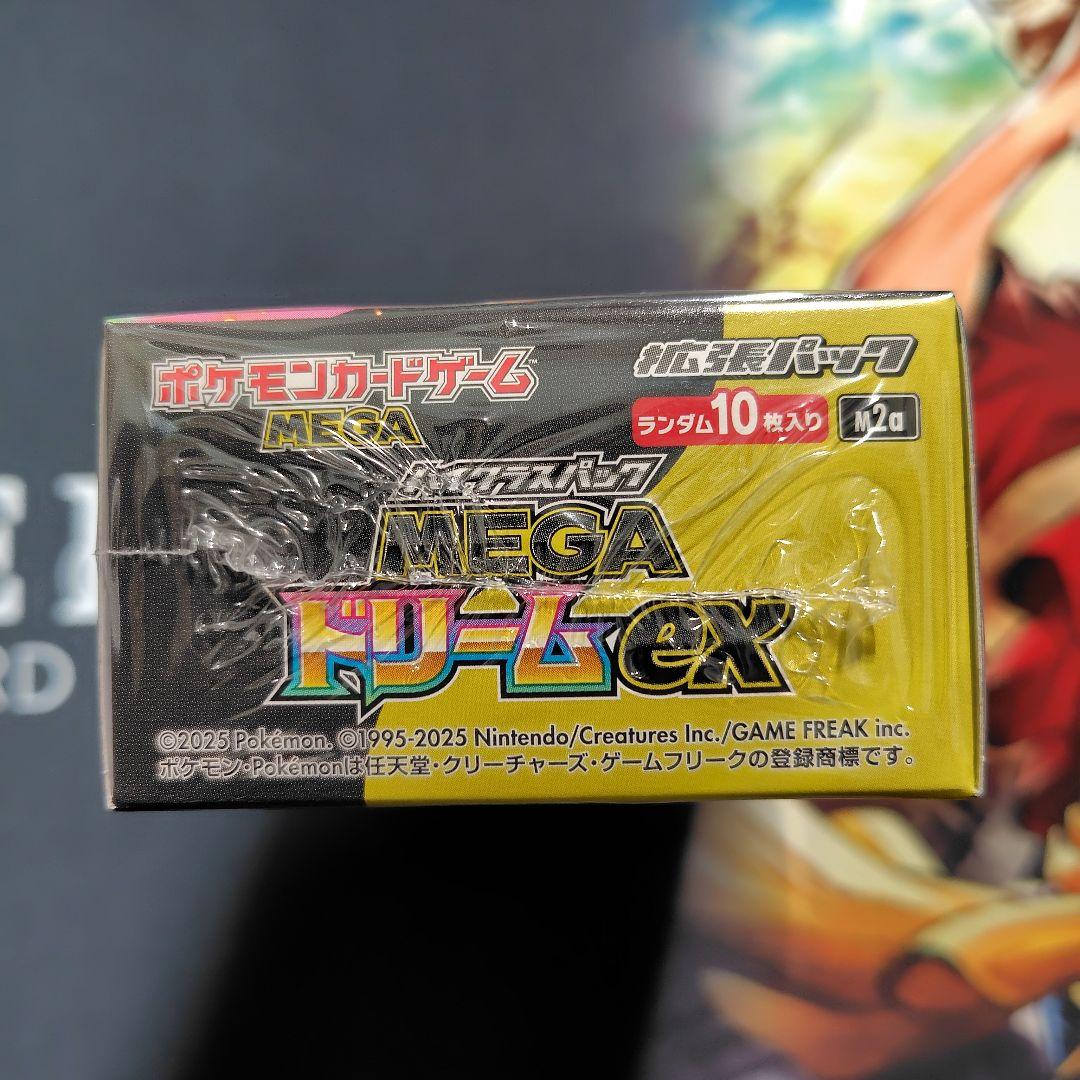 ポケモンカードゲーム™
MEGA
拡張パック
ランダム10枚入り M2a
ハイクラスパック
MEGA
ドリームex
©2025 Pokémon. ©1995-2025 Nintendo/Creatures Inc./GAME FREAK inc.
ポケモン・Pokémonは任天堂・クリーチャーズ・ゲームフリークの登録商標です。
RD